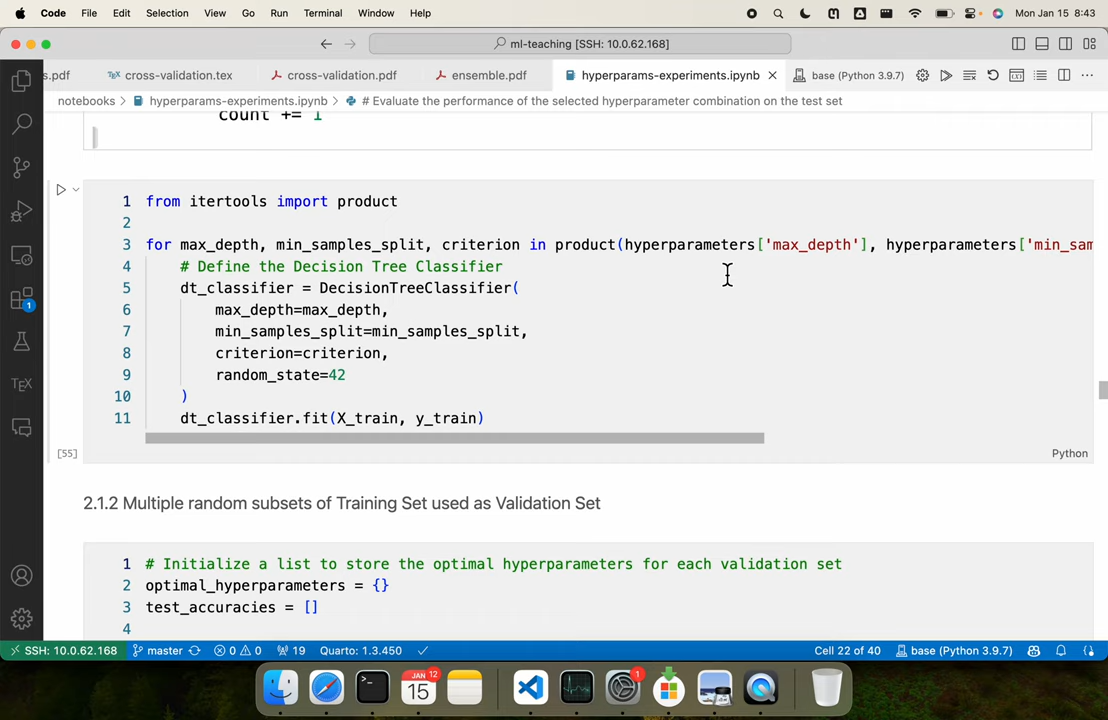 Code File Edit Selection View Go Run Terminal Window Help Mon Jan 15 8:43
ml-teaching [SSH: 10.0.62.168]
s.pdf TEX cross-validation.tex cross-validation.pdf ensemble.pdf hyperparams-experiments.ipynb base (Python 3.9.7)
notebooks > hyperparams-experiments.ipynb > # Evaluate the performance of the selected hyperparameter combination on the test set
count += 1
1 from itertools import product
2
3 for max_depth, min_samples_split, criterion in product(hyperparameters['max_depth'], hyperparameters['min_sam
4 # Define the Decision Tree Classifier
5 dt_classifier = DecisionTreeClassifier(
6 max_depth=max_depth,
7 min_samples_split=min_samples_split,
8 criterion=criterion,
9 random_state=42
10 )
11 dt_classifier.fit(X_train, y_train)
[55] Python
2.1.2 Multiple random subsets of Training Set used as Validation Set
1 # Initialize a list to store the optimal hyperparameters for each validation set
2 optimal_hyperparameters = {}
3 test_accuracies = []
4
1
TEX
SSH: 10.0.62.168 master 0 0 19 Quarto: 1.3.450 Cell 22 of 40 base (Python 3.9.7)
JAN 12
15
1